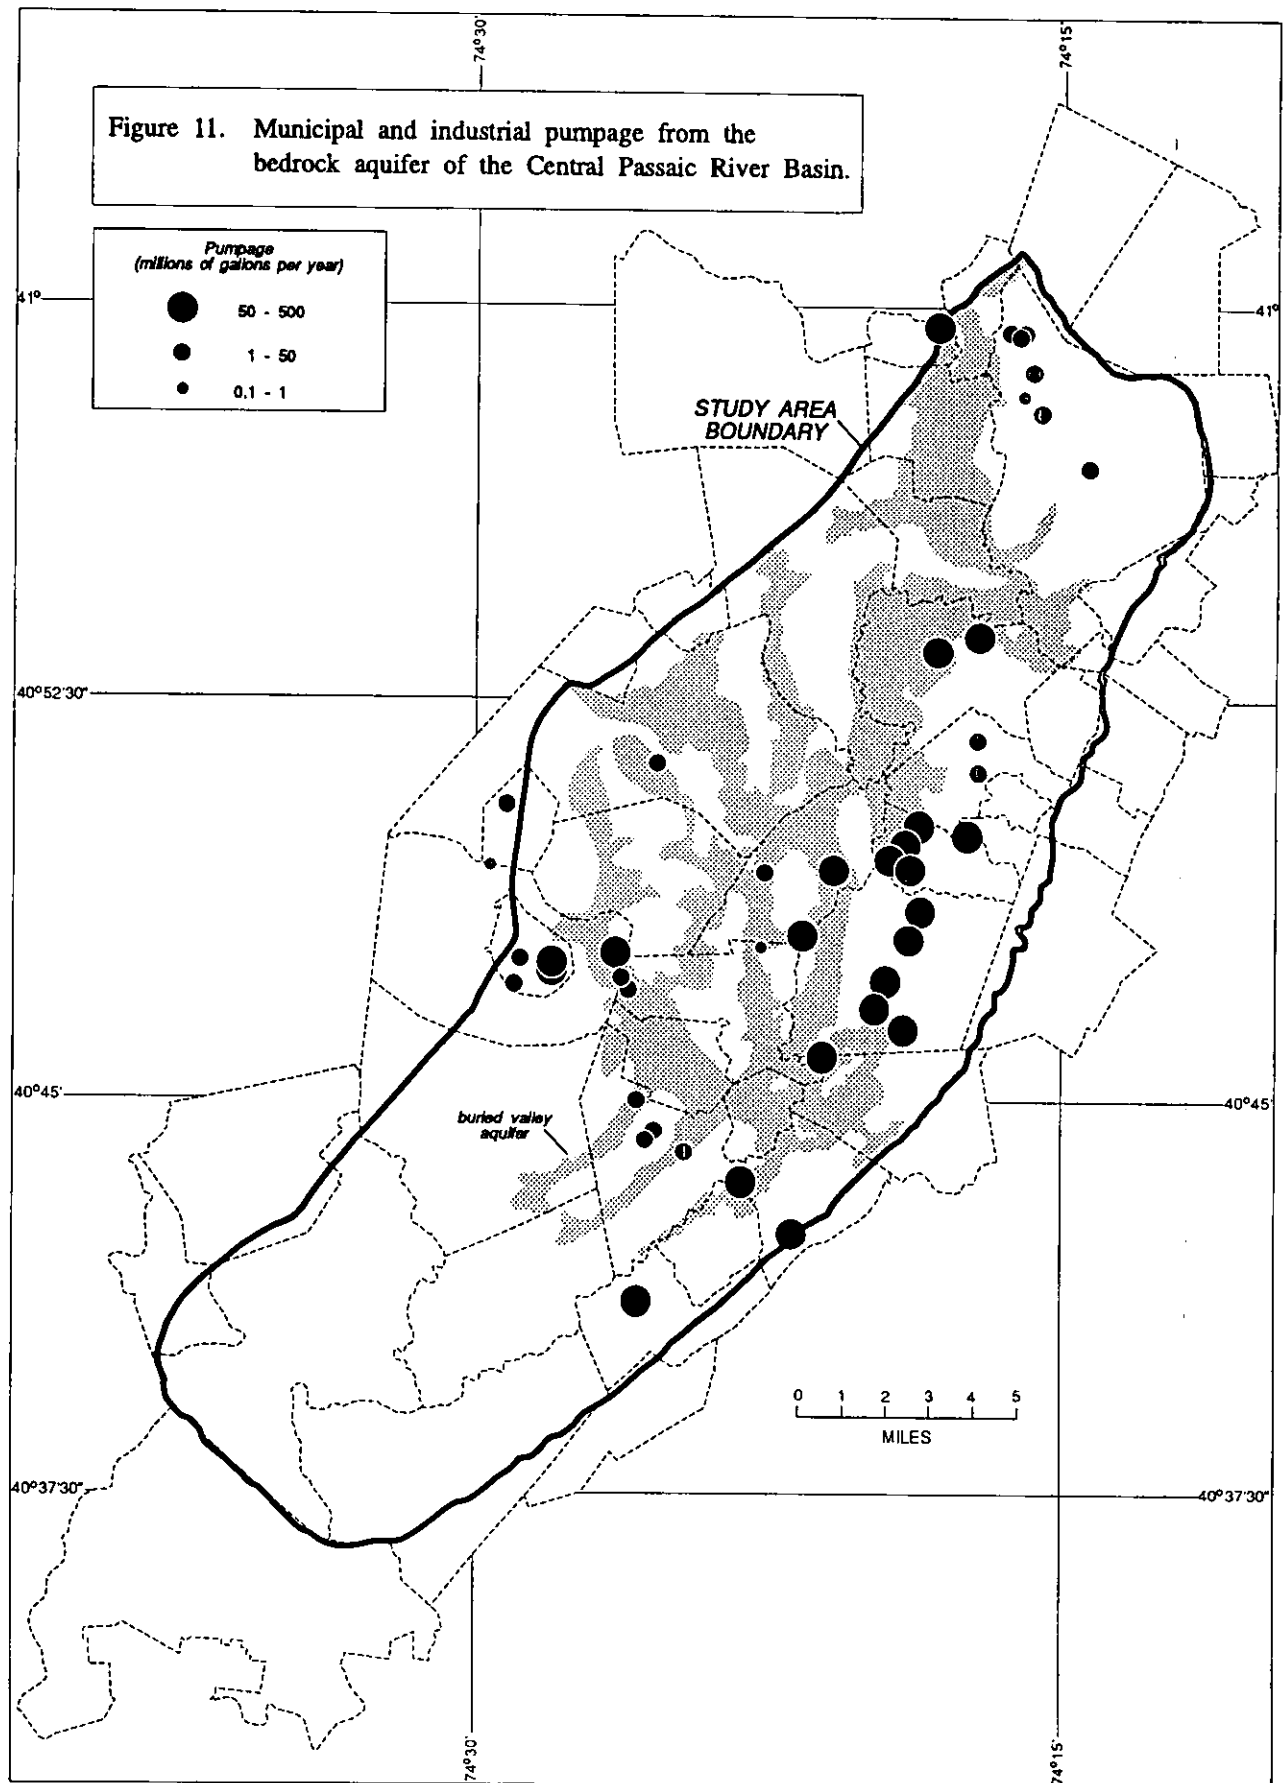 74°30'
74°15'
Figure 11. Municipal and industrial pumpage from the
bedrock aquifer of the Central Passaic River Basin.
Pumpage
(millions of gallons per year)
50 - 500
1 - 50
0.1 - 1
41°
41°
STUDY AREA
BOUNDARY
40°52'30"
40°45'
40°45'
buried valley
aquifer
0 1 2 3 4 5
MILES
40°37'30"
40°37'30"
74°30'
74°15'